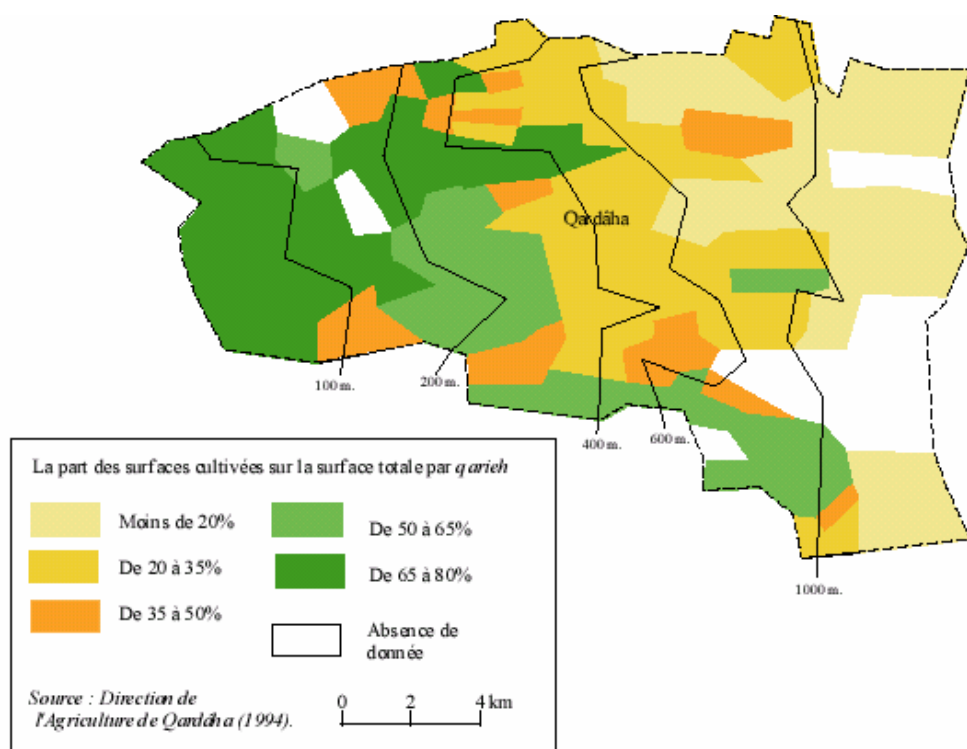 Qardâha
100 m.
200 m.
400 m.
600 m.
1000 m.
La part des surfaces cultivées sur la surface totale par qarieh
Moins de 20%
De 20 à 35%
De 35 à 50%
De 50 à 65%
De 65 à 80%
Absence de
donnée
Source : Direction de
l'Agriculture de Qardâha (1994).
0 2 4 km